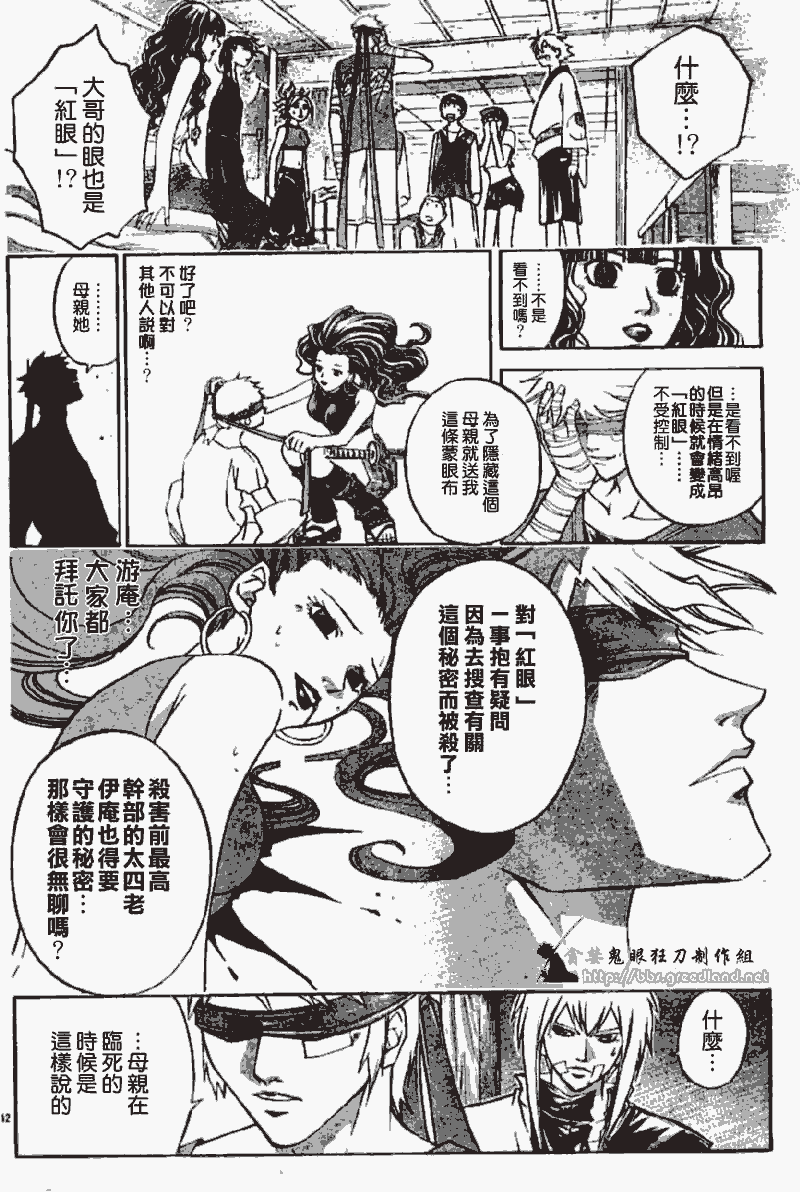 什麼…!?
大哥的眼也是
「紅眼」!?
……不是
看不到嗎?
…是看不到喔
但是在情緒高昂
的時候就會變成
「紅眼」……
不受控制…
為了隱藏這個
母親就送我
這條蒙眼布
好了吧?
不可以對
其他人說啊…?
………
母親她
對「紅眼」
一事抱有疑問
因為去搜查有關
這個秘密而被殺了…
游庵…
大家都
拜託你了…
殺害前最高
幹部的太四老
伊庵也得要
守護的秘密…
那樣會很無聊嗎?
鬼眼狂刀制作組
http://bbs.greedland.net
什麼…
…母親在
臨死的
時候是
這樣說的